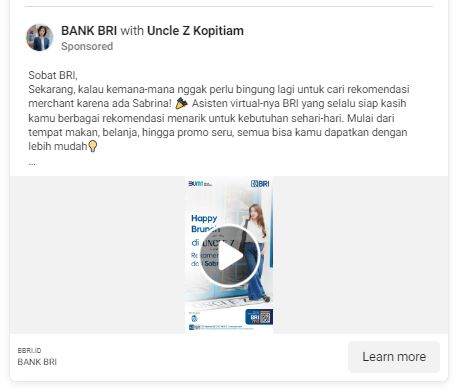 BANK BRI with Uncle Z Kopitiam
Sponsored
Sobat BRI,
Sekarang, kalau kemana-mana nggak perlu bingung lagi untuk cari rekomendasi
merchant karena ada Sabrina! 🎉 Asisten virtual-nya BRI yang selalu siap kasih
kamu berbagai rekomendasi menarik untuk kebutuhan sehari-hari. Mulai dari
tempat makan, belanja, hingga promo seru, semua bisa kamu dapatkan dengan
lebih mudah💡
...
BUMN
BRI
Happy
Brunch
di UNCLE Z
BRI
BBRI.ID
BANK BRI
Learn more